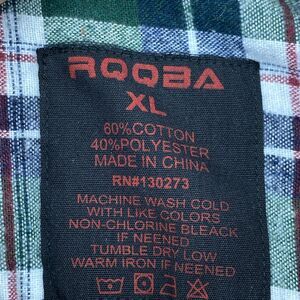 RQQBA
XL
60%COTTON
40%POLYESTER
MADE IN CHINA
RN#130273
MACHINE WASH COLD
WITH LIKE COLORS
NON-CHLORINE BLEACK
IF NEENED
TUMBLE DRY LOW
WARM IRON IF NEENED